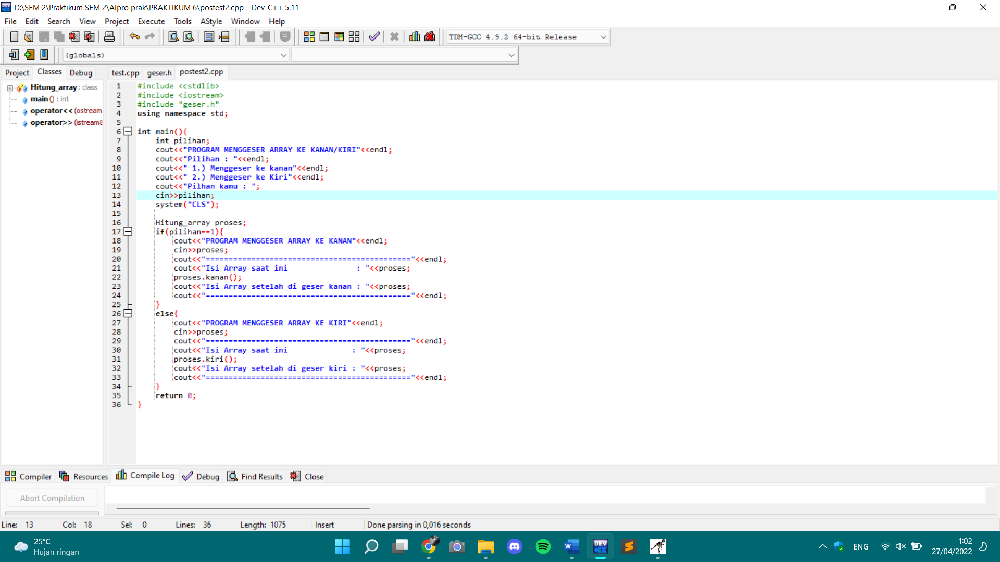 D:\SEM 2\Praktikum SEM 2\Alpro prak\PRAKTIKUM 6\postest2.cpp - Dev-C++ 5.11
File Edit Search View Project Execute Tools AStyle Window Help
TDM-GCC 4.9.2 64-bit Release
(globals)
Project Classes Debug
test.cpp geser.h postest2.cpp
Hitung_array : class
main () : int
operator<< (ostream
operator>> (istream&
1 #include <cstdlib>
2 #include <iostream>
3 #include "geser.h"
4 using namespace std;
5
6 int main(){
7 int pilihan;
8 cout<<"PROGRAM MENGGESER ARRAY KE KANAN/KIRI"<<endl;
9 cout<<"Pilihan : "<<endl;
10 cout<<" 1.) Menggeser ke kanan"<<endl;
11 cout<<" 2.) Menggeser ke Kiri"<<endl;
12 cout<<"Pilhan kamu : ";
13 cin>>pilihan;
14 system("CLS");
15
16 Hitung_array proses;
17 if(pilihan==1){
18 cout<<"PROGRAM MENGGESER ARRAY KE KANAN"<<endl;
19 cin>>proses;
20 cout<<"============================================="<<endl;
21 cout<<"Isi Array saat ini               : "<<proses;
22 proses.kanan();
23 cout<<"Isi Array setelah di geser kanan : "<<proses;
24 cout<<"============================================="<<endl;
25 }
26 else{
27 cout<<"PROGRAM MENGGESER ARRAY KE KIRI"<<endl;
28 cin>>proses;
29 cout<<"============================================="<<endl;
30 cout<<"Isi Array saat ini              : "<<proses;
31 proses.kiri();
32 cout<<"Isi Array setelah di geser kiri : "<<proses;
33 cout<<"============================================="<<endl;
34 }
35 return 0;
36 }
Compiler Resources Compile Log Debug Find Results Close
Abort Compilation
Line: 13 Col: 18 Sel: 0 Lines: 36 Length: 1075 Insert Done parsing in 0,016 seconds
25°C
Hujan ringan
DEV C++
ENG
1:02
27/04/2022